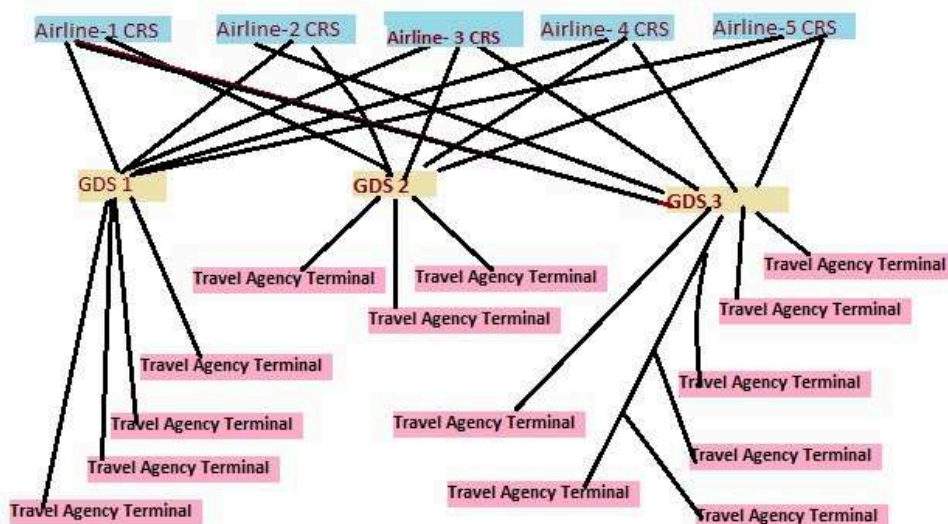 Airline-1 CRS
Airline-2 CRS
Airline- 3 CRS
Airline- 4 CRS
Airline-5 CRS
GDS 1
GDS 2
GDS 3
Travel Agency Terminal
Travel Agency Terminal
Travel Agency Terminal
Travel Agency Terminal
Travel Agency Terminal
Travel Agency Terminal
Travel Agency Terminal
Travel Agency Terminal
Travel Agency Terminal
Travel Agency Terminal
Travel Agency Terminal
Travel Agency Terminal
Travel Agency Terminal
Travel Agency Terminal